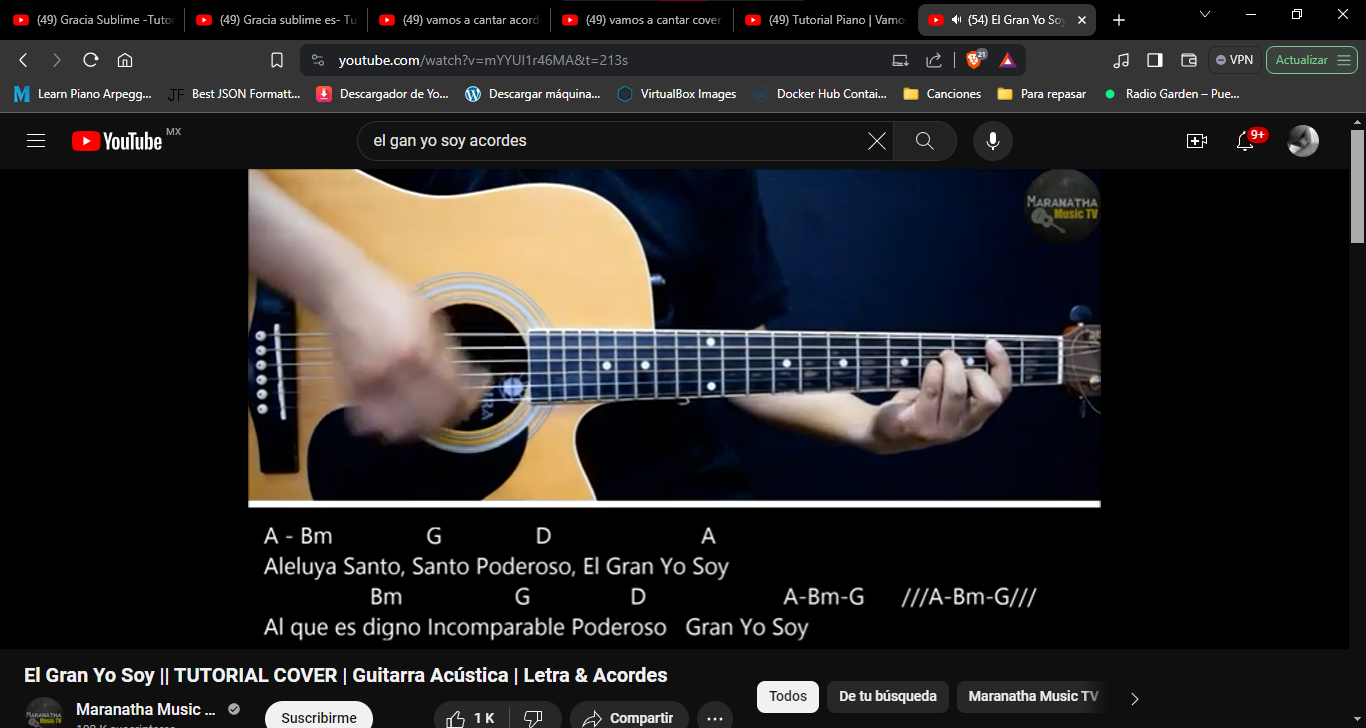 (49) Gracia Sublime -Tutor
(49) Gracia sublime es- Tu
(49) vamos a cantar acord
(49) vamos a cantar cover
(49) Tutorial Piano | Vamo
(54) El Gran Yo Soy
youtube.com/watch?v=mYYUI1r46MA&t=213s
21
VPN
Actualizar
M Learn Piano Arpegg...
JF Best JSON Formatt...
Descargador de Yo...
Descargar máquina...
VirtualBox Images
Docker Hub Contai...
Canciones
Para repasar
Radio Garden – Pue...
YouTube MX
el gan yo soy acordes
9+
MARANATHA
Music TV
A - Bm G D A
Aleluya Santo, Santo Poderoso, El Gran Yo Soy
Bm G D A-Bm-G ///A-Bm-G///
Al que es digno Incomparable Poderoso Gran Yo Soy
El Gran Yo Soy || TUTORIAL COVER | Guitarra Acústica | Letra & Acordes
Maranatha Music ...
Suscribirme
1 K
Compartir
Todos
De tu búsqueda
Maranatha Music TV